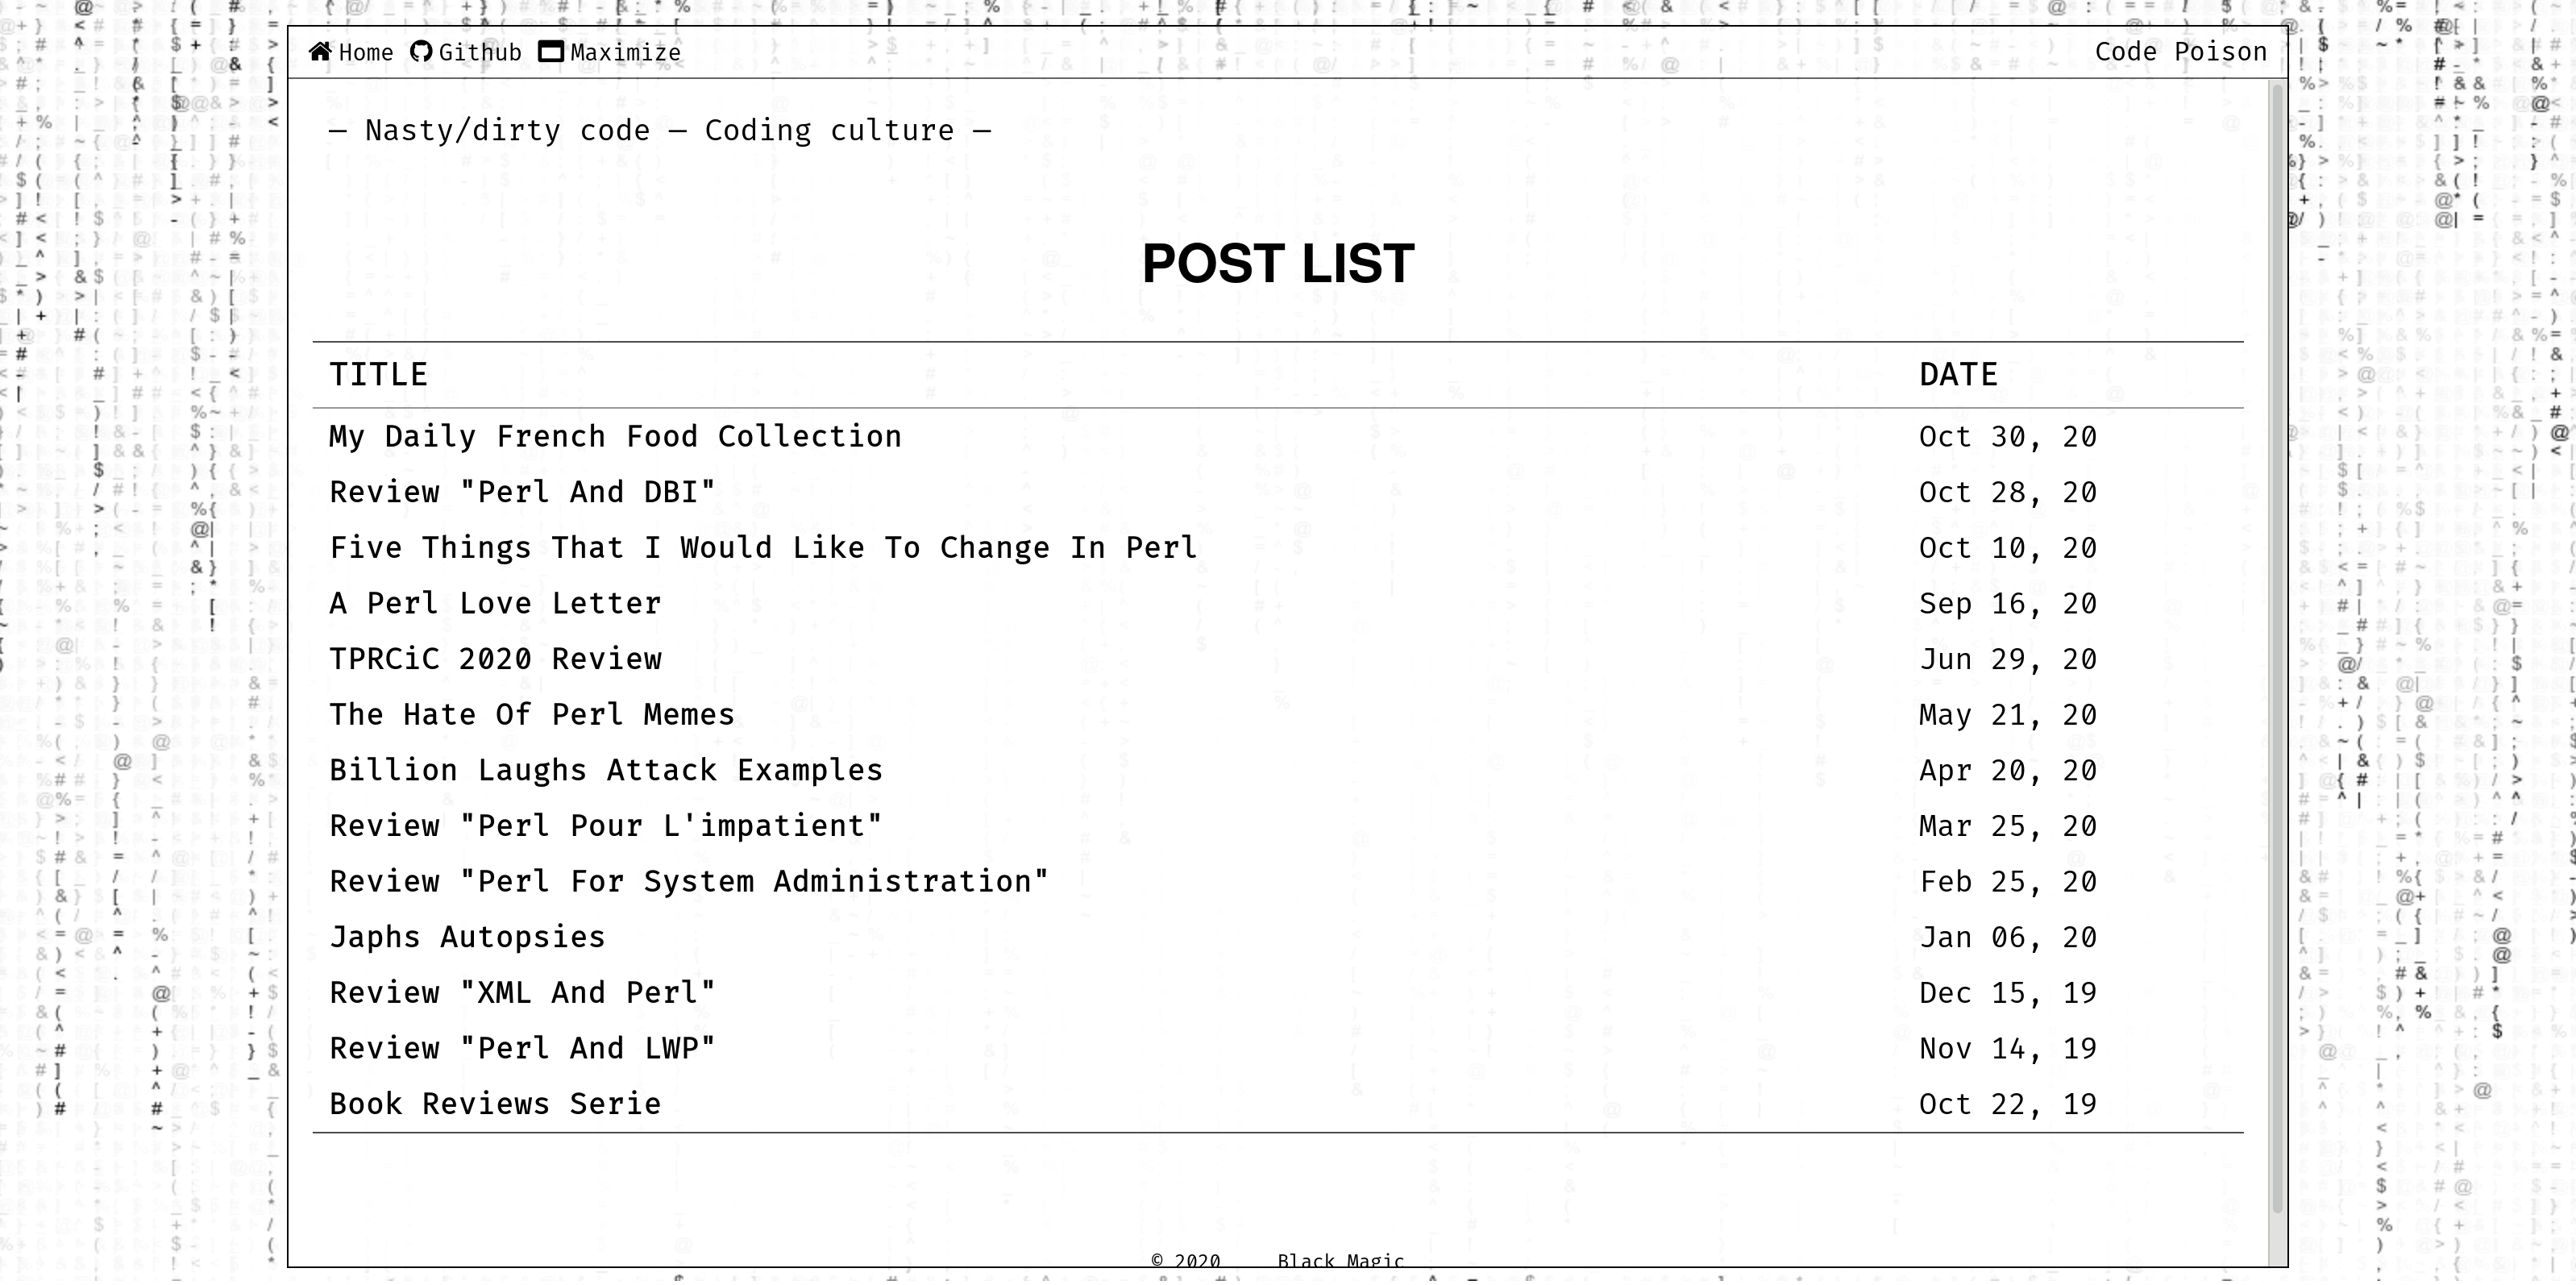 Home Github Maximize Code Poison
— Nasty/dirty code — Coding culture —
POST LIST
TITLE DATE
My Daily French Food Collection Oct 30, 20
Review "Perl And DBI" Oct 28, 20
Five Things That I Would Like To Change In Perl Oct 10, 20
A Perl Love Letter Sep 16, 20
TPRCiC 2020 Review Jun 29, 20
The Hate Of Perl Memes May 21, 20
Billion Laughs Attack Examples Apr 20, 20
Review "Perl Pour L'impatient" Mar 25, 20
Review "Perl For System Administration" Feb 25, 20
Japhs Autopsies Jan 06, 20
Review "XML And Perl" Dec 15, 19
Review "Perl And LWP" Nov 14, 19
Book Reviews Serie Oct 22, 19
© 2020 Black Magic